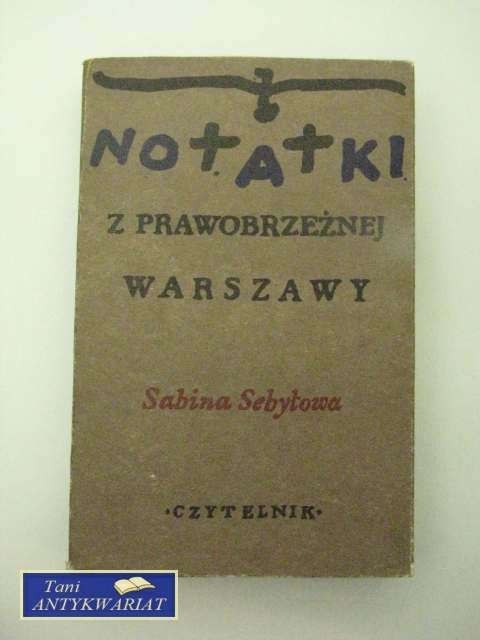 NOTATKI
Z PRAWOBRZEŻNEJ
WARSZAWY
Sabina Sebyłowa
·CZYTELNIK·
Tani
ANTYKWARIAT